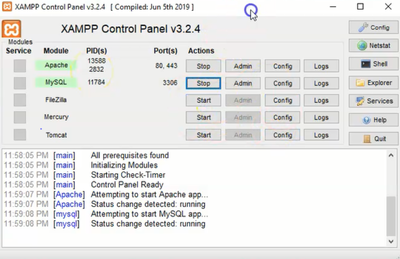 XAMPP Control Panel v3.2.4 [ Compiled: Jun 5th 2019 ]
XAMPP Control Panel v3.2.4
Config
Modules
Service Module PID(s) Port(s) Actions
Netstat
Apache 13588 2832 80, 443 Stop Admin Config Logs
Shell
MySQL 11784 3306 Stop Admin Config Logs
Explorer
FileZilla Start Admin Config Logs
Services
Mercury Start Admin Config Logs
Help
Tomcat Start Admin Config Logs
Quit
11:58:05 PM [main] All prerequisites found
11:58:05 PM [main] Initializing Modules
11:58:05 PM [main] Starting Check-Timer
11:58:05 PM [main] Control Panel Ready
11:59:07 PM [Apache] Attempting to start Apache app...
11:59:07 PM [Apache] Status change detected: running
11:59:08 PM [mysql] Attempting to start MySQL app...
11:59:08 PM [mysql] Status change detected: running